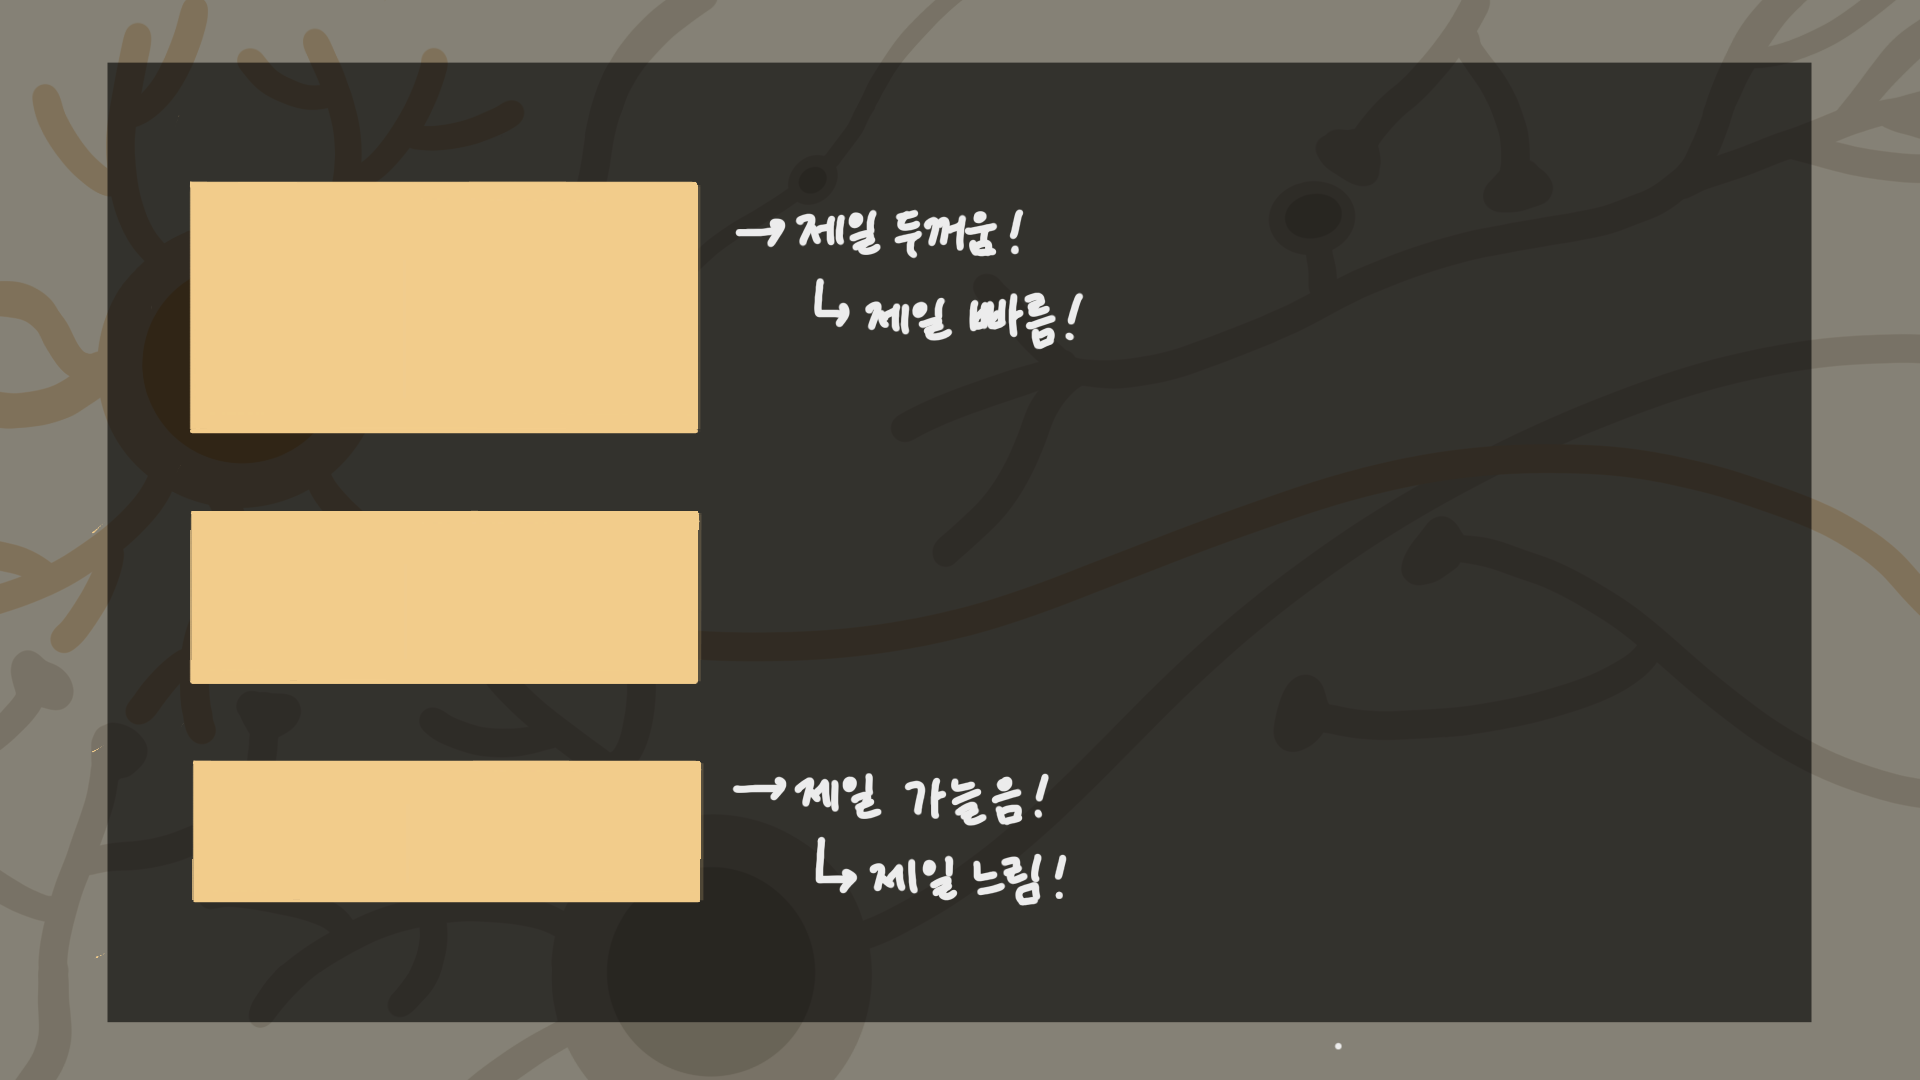 → 제일 두꺼움!
↳ 제일 빠름!
→ 제일 가늘음!
↳ 제일 느림!